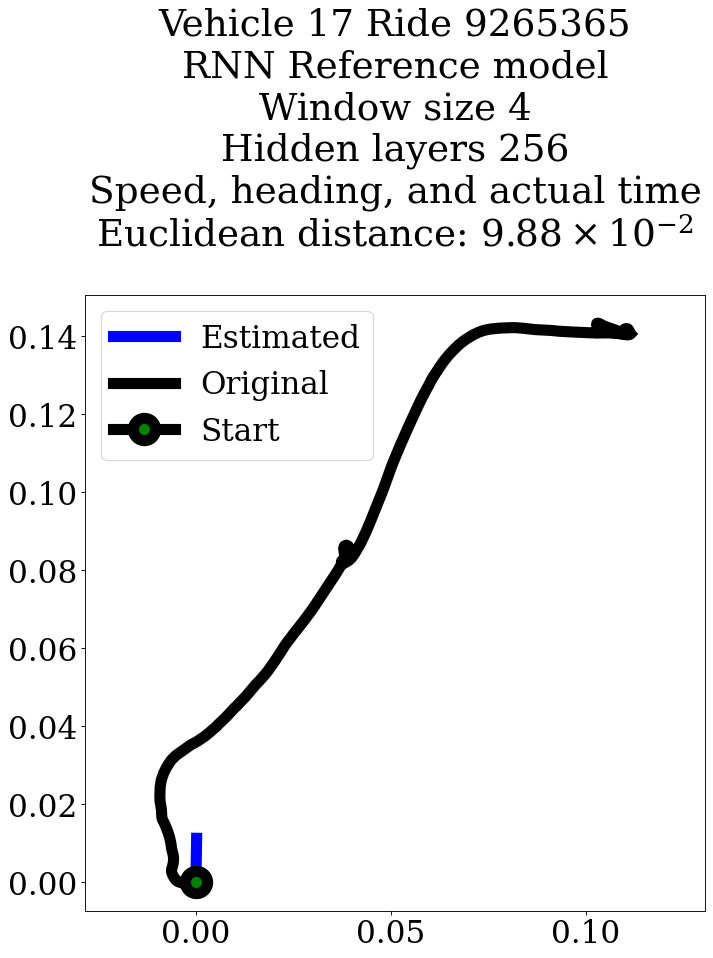 Vehicle 17 Ride 9265365
RNN Reference model
Window size 4
Hidden layers 256
Speed, heading, and actual time
Euclidean distance: 9.88 × 10⁻²
Estimated
Original
Start
0.14
0.12
0.10
0.08
0.06
0.04
0.02
0.00
0.00 0.05 0.10